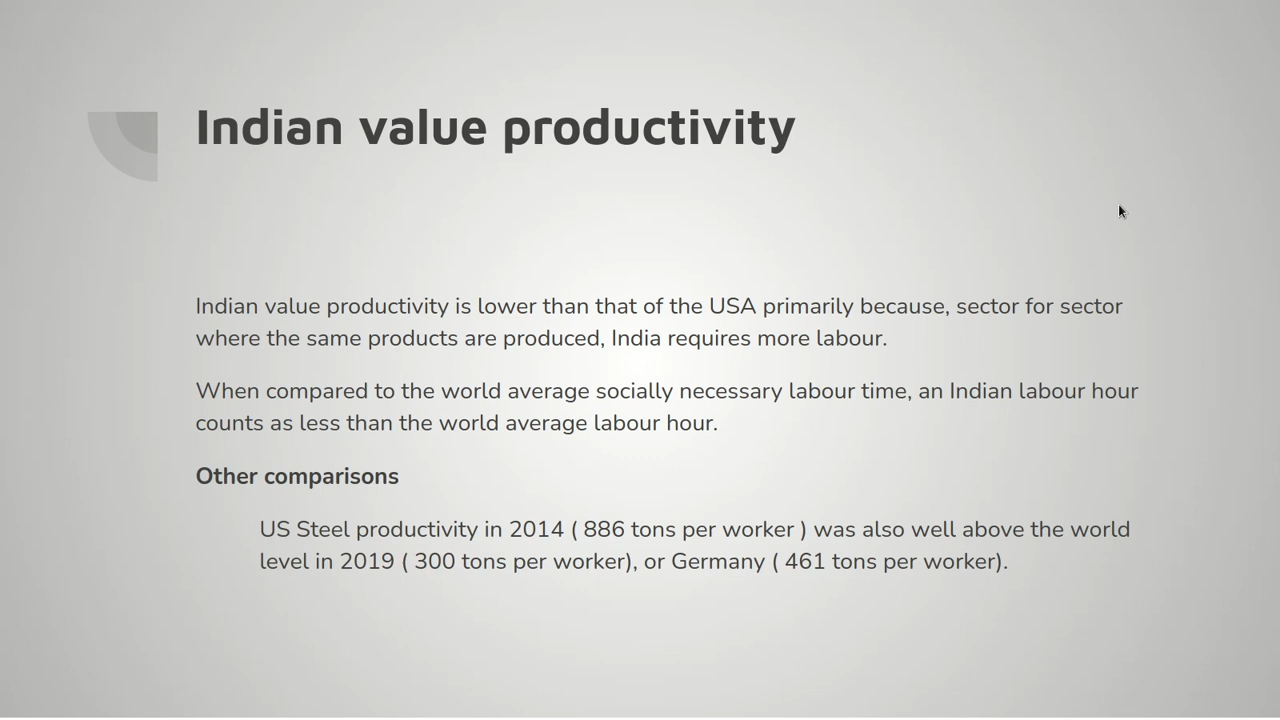 Indian value productivity
Indian value productivity is lower than that of the USA primarily because, sector for sector
where the same products are produced, India requires more labour.
When compared to the world average socially necessary labour time, an Indian labour hour
counts as less than the world average labour hour.
Other comparisons
US Steel productivity in 2014 ( 886 tons per worker ) was also well above the world
level in 2019 ( 300 tons per worker), or Germany ( 461 tons per worker).